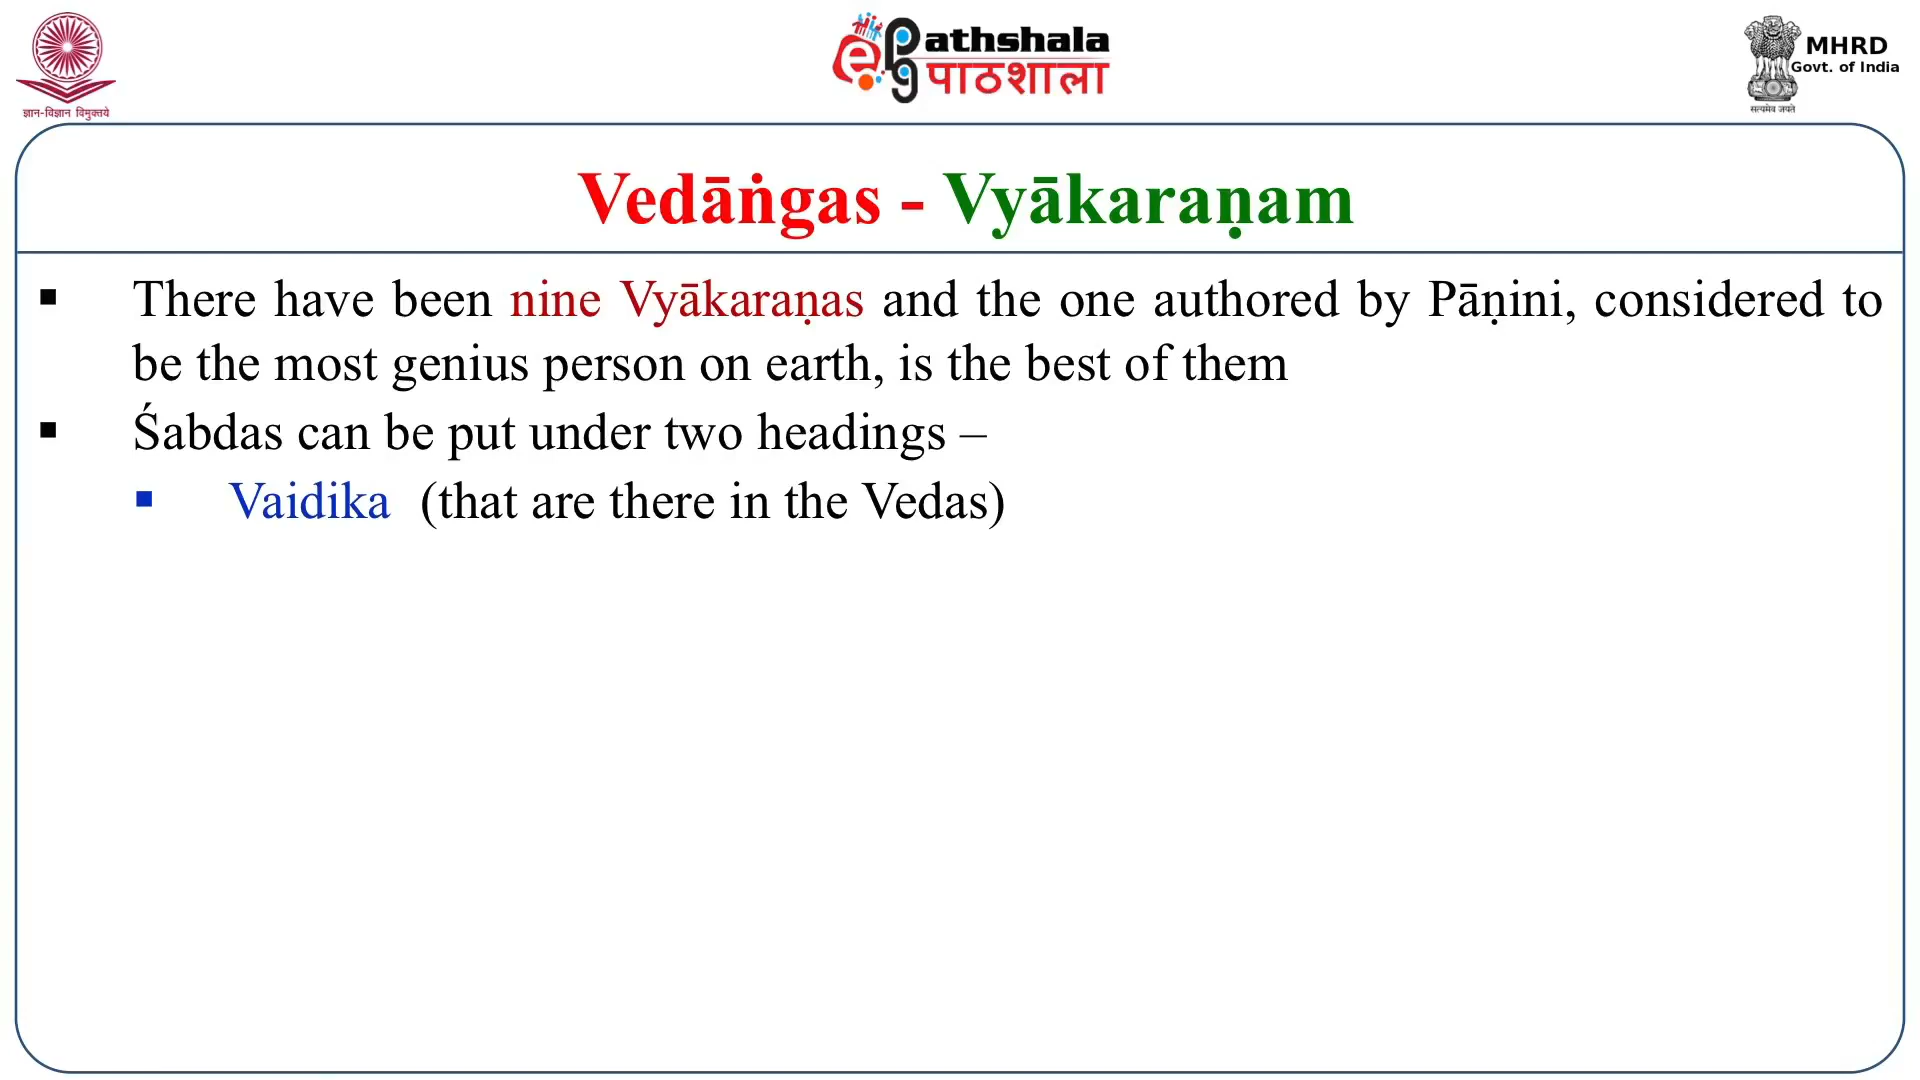 ज्ञान-विज्ञान विमुक्तये
e Pathshala
पाठशाला
MHRD
Govt. of India
सत्यमेव जयते
Vedāṅgas - Vyākaraṇam
▪ There have been nine Vyākaraṇas and the one authored by Pāṇini, considered to
be the most genius person on earth, is the best of them
▪ Śabdas can be put under two headings –
▪ Vaidika (that are there in the Vedas)